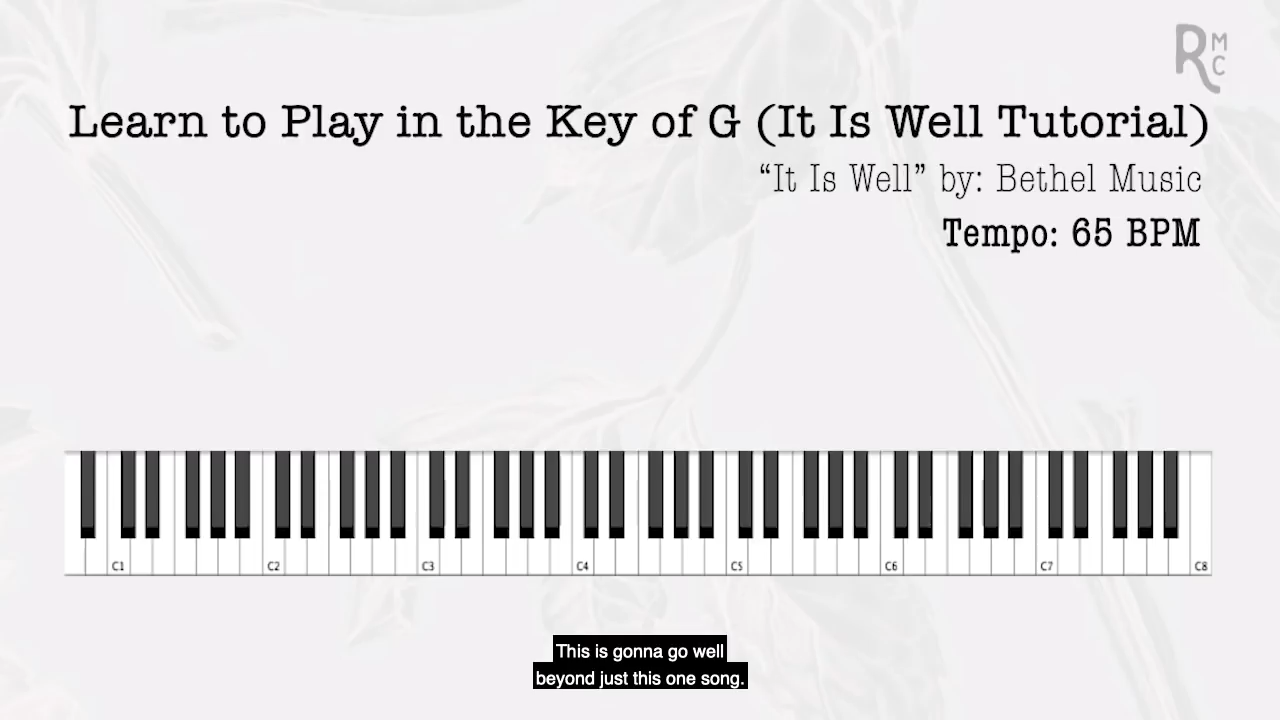 R M C
Learn to Play in the Key of G (It Is Well Tutorial)
“It Is Well” by: Bethel Music
Tempo: 65 BPM
C1 C2 C3 C4 C5 C6 C7 C8
This is gonna go well
beyond just this one song.